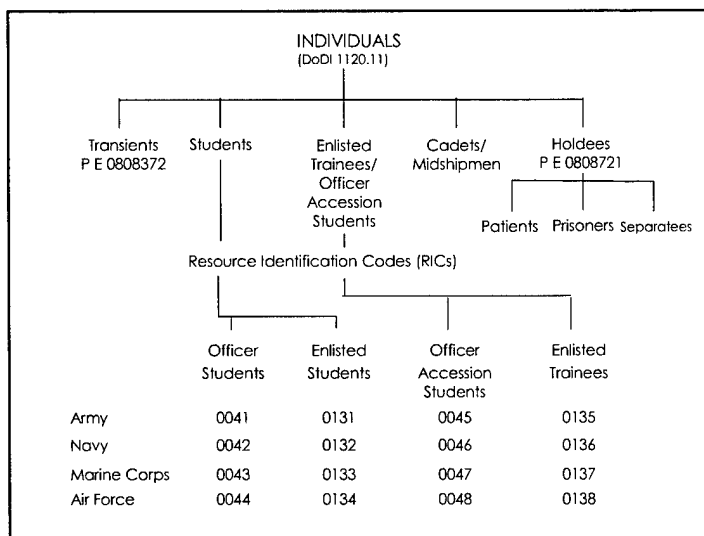 INDIVIDUALS
(DoDI 1120.11)
Transients Students Enlisted Cadets/ Holdees
P E 0808372 Trainees/ Midshipmen P E 0808721
Officer
Accession
Students
Patients Prisoners Separatees
Resource Identification Codes (RICs)
Officer Enlisted Officer Enlisted
Students Students Accession Trainees
Students
Army 0041 0131 0045 0135
Navy 0042 0132 0046 0136
Marine Corps 0043 0133 0047 0137
Air Force 0044 0134 0048 0138